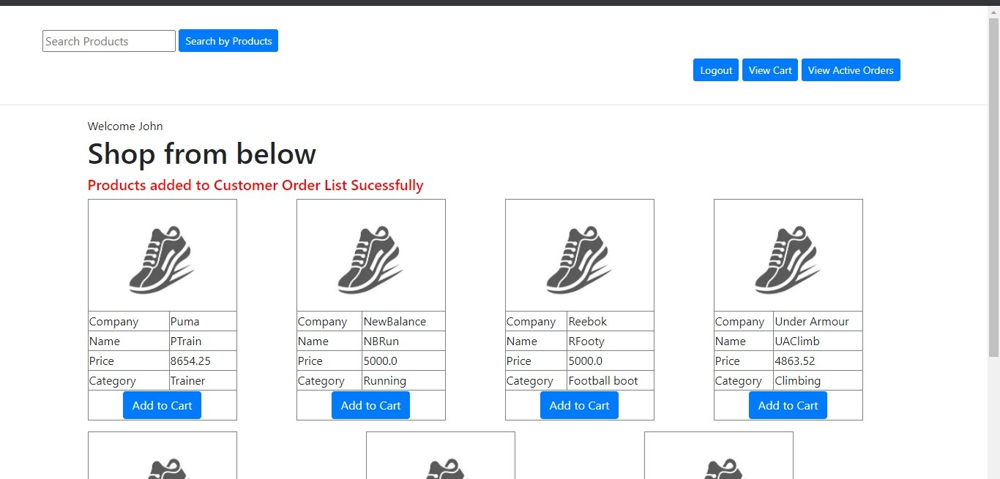 Search Products Search by Products
Logout View Cart View Active Orders
Welcome John
Shop from below
Products added to Customer Order List Sucessfully
Company Puma
Name PTrain
Price 8654.25
Category Trainer
Add to Cart
Company NewBalance
Name NBRun
Price 5000.0
Category Running
Add to Cart
Company Reebok
Name RFooty
Price 5000.0
Category Football boot
Add to Cart
Company Under Armour
Name UAClimb
Price 4863.52
Category Climbing
Add to Cart